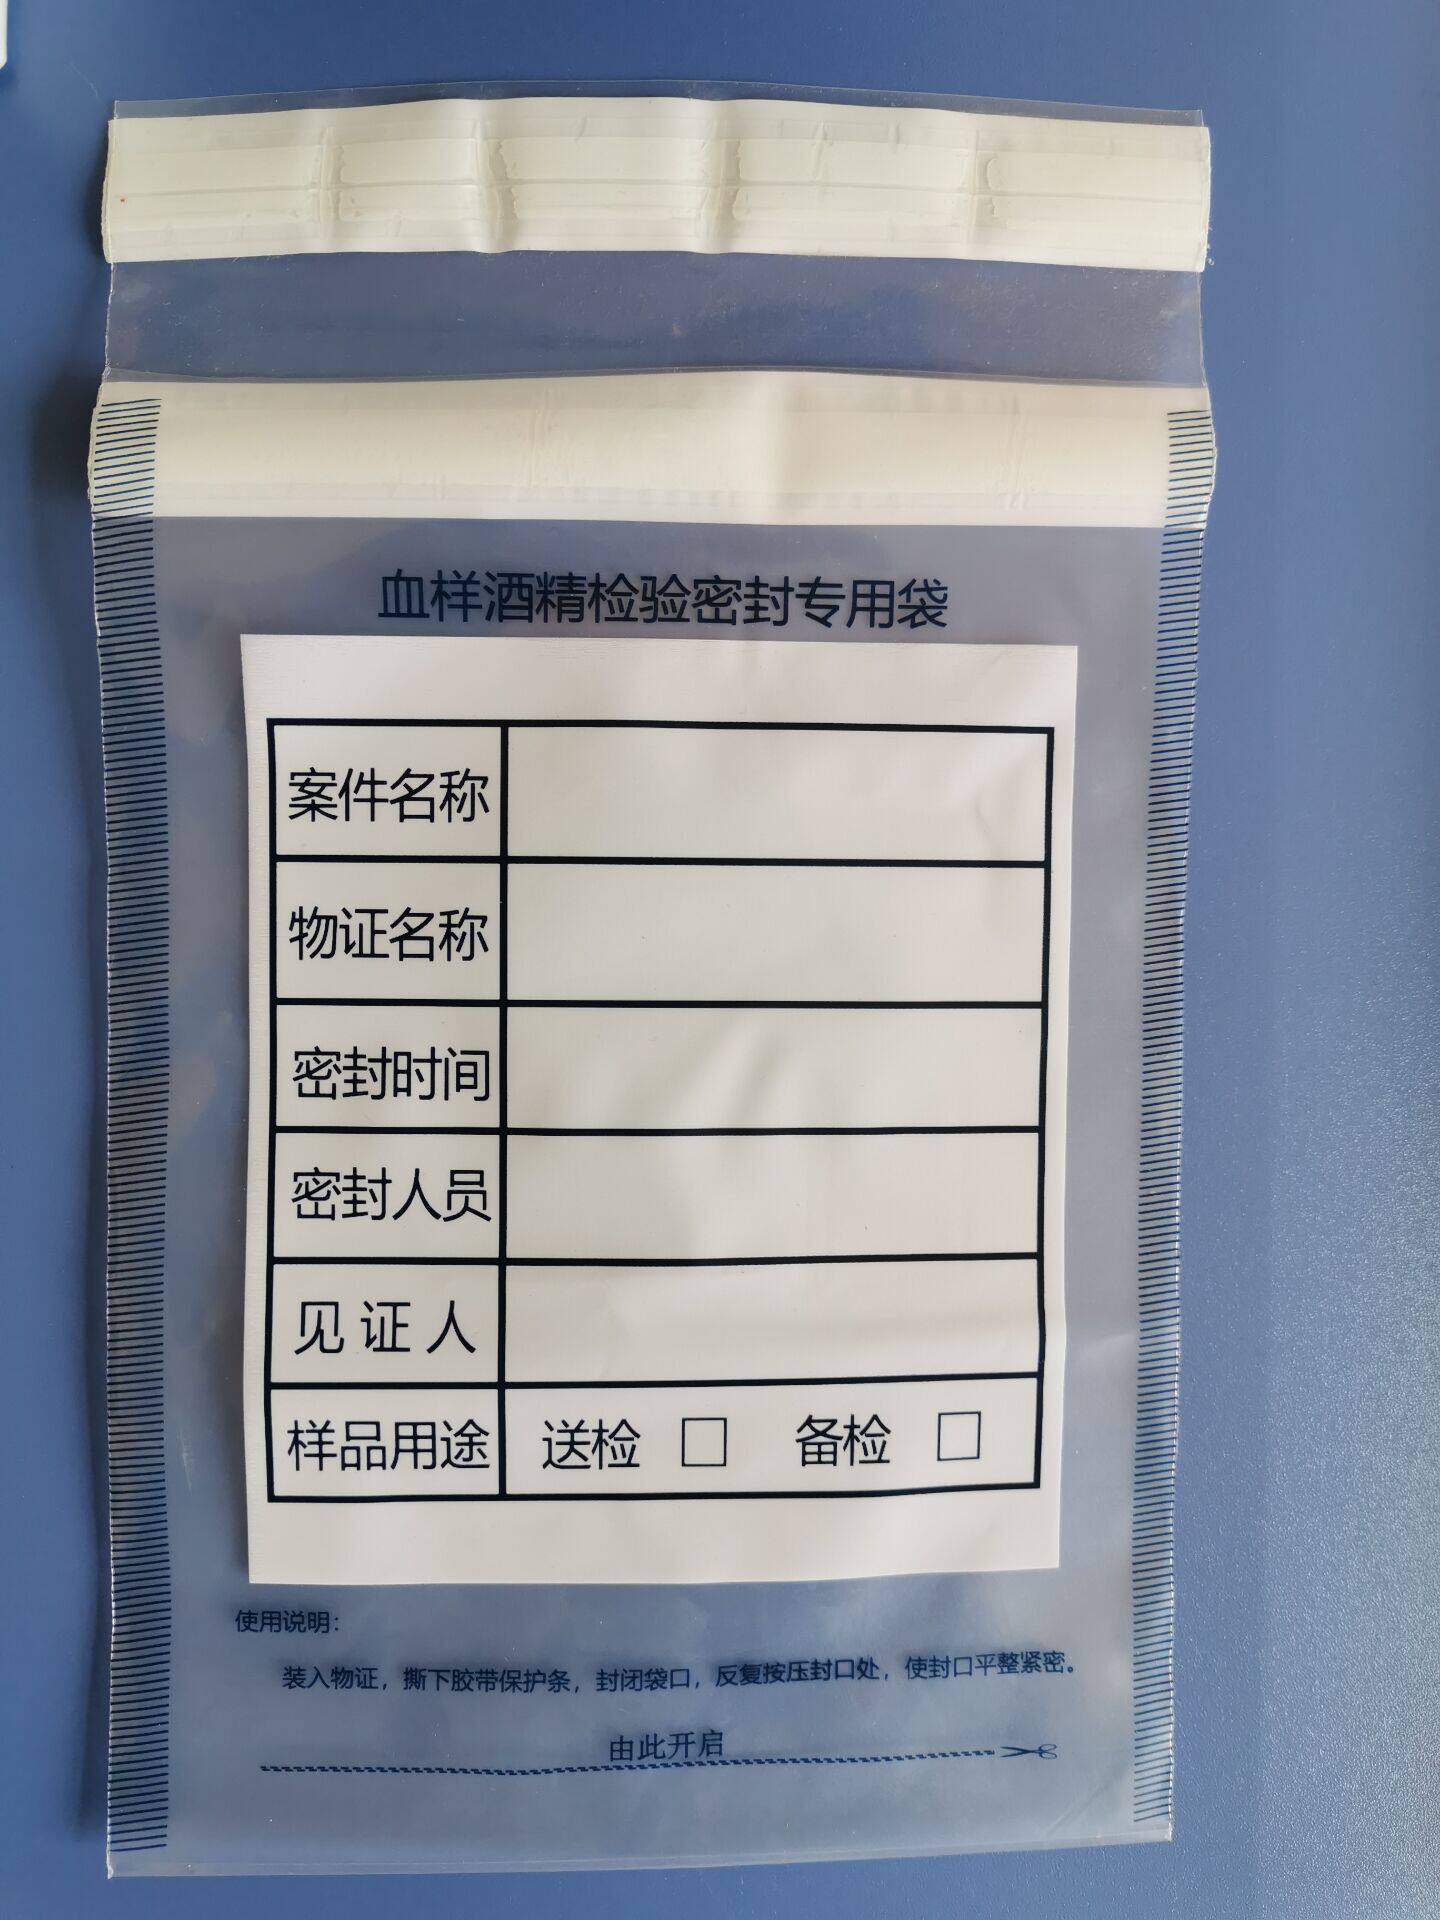 血样酒精检验密封专用袋
案件名称
物证名称
密封时间
密封人员
见证人
样品用途 送检 □ 备检 □
使用说明：
装入物证，撕下胶带保护条，封闭袋口，反复按压封口处，使封口平整紧密。
由此开启